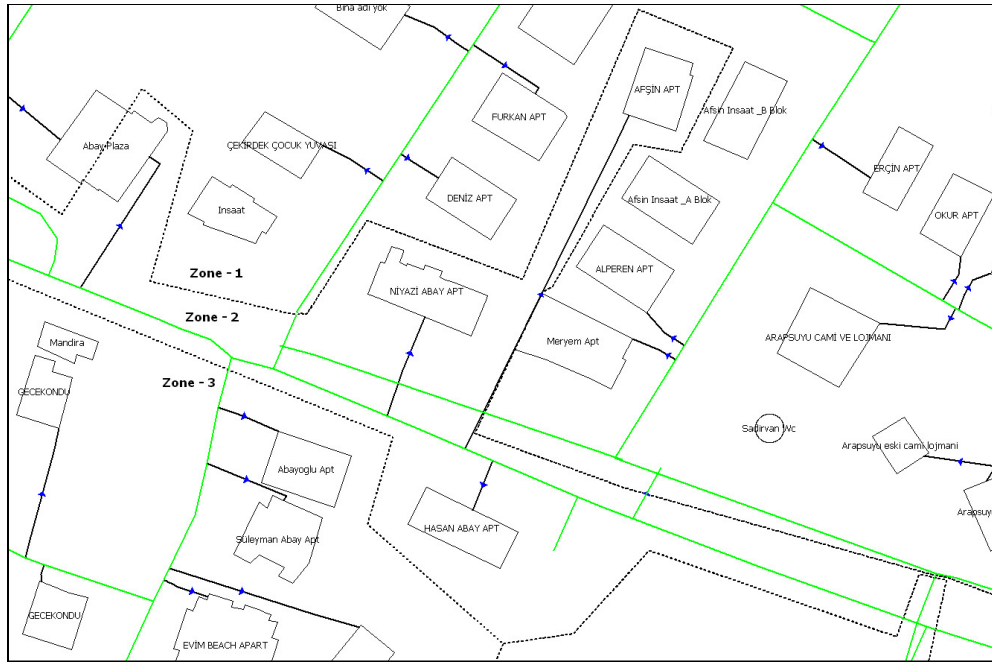 Bina adı yok
AFŞİN APT
Afsin Insaat _B Blok
FURKAN APT
Abay Plaza
ÇEKIRDEK ÇOCUK YUVASI
ERÇİN APT
DENİZ APT
Afsin Insaat _A Blok
Insaat
OKUR APT
Zone - 1
ALPEREN APT
NİYAZİ ABAY APT
Zone - 2
Mandira
Meryem Apt
ARAPSUYU CAMİ VE LOJMANI
Zone - 3
GECEKONDU
Sadirvan Wc
Arapsuyu eski cami lojmani
Abayoglu Apt
HASAN ABAY APT
Süleyman Abay Apt
GECEKONDU
EVİM BEACH APART